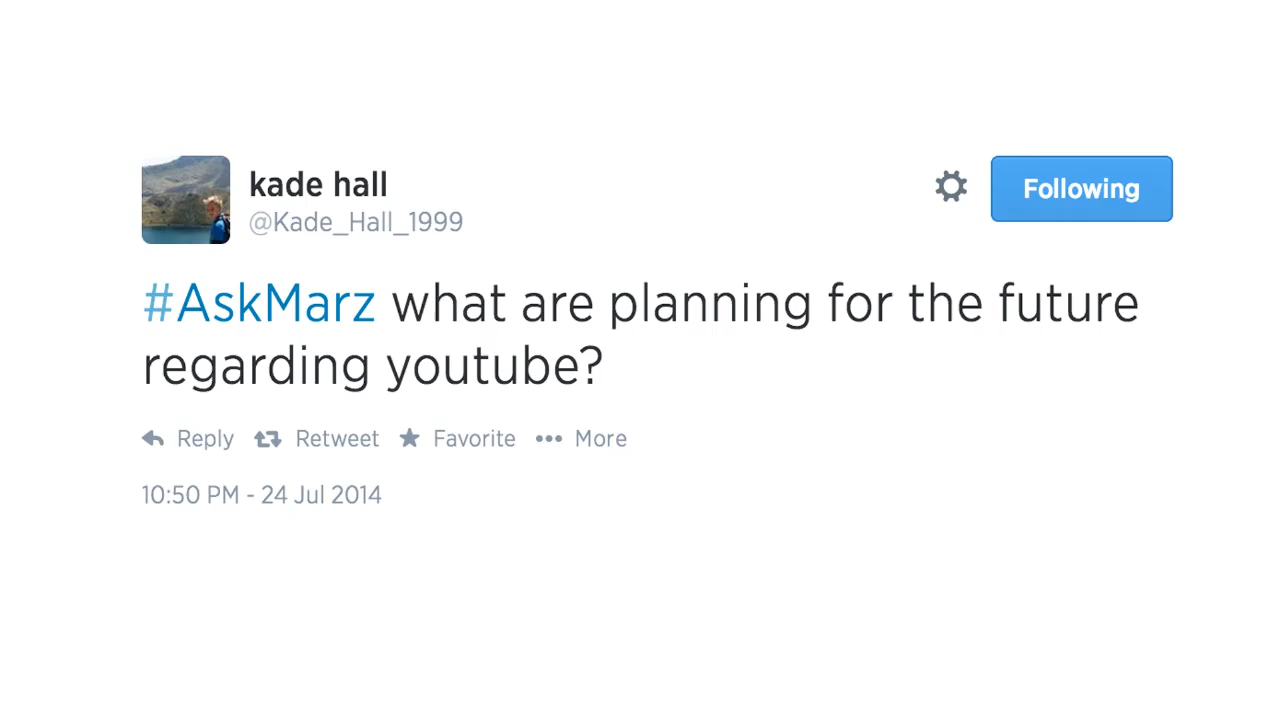 kade hall
@Kade_Hall_1999
Following
#AskMarz what are planning for the future
regarding youtube?
Reply Retweet Favorite More
10:50 PM - 24 Jul 2014